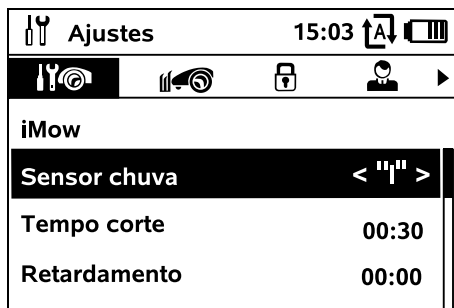 Ajustes 15:03 A
iMow
Sensor chuva < "I" >
Tempo corte 00:30
Retardamento 00:00